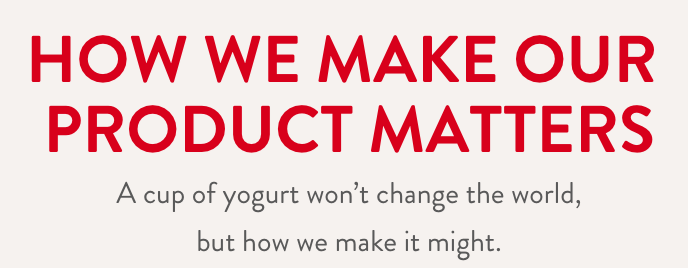 HOW WE MAKE OUR
PRODUCT MATTERS
A cup of yogurt won’t change the world,
but how we make it might.